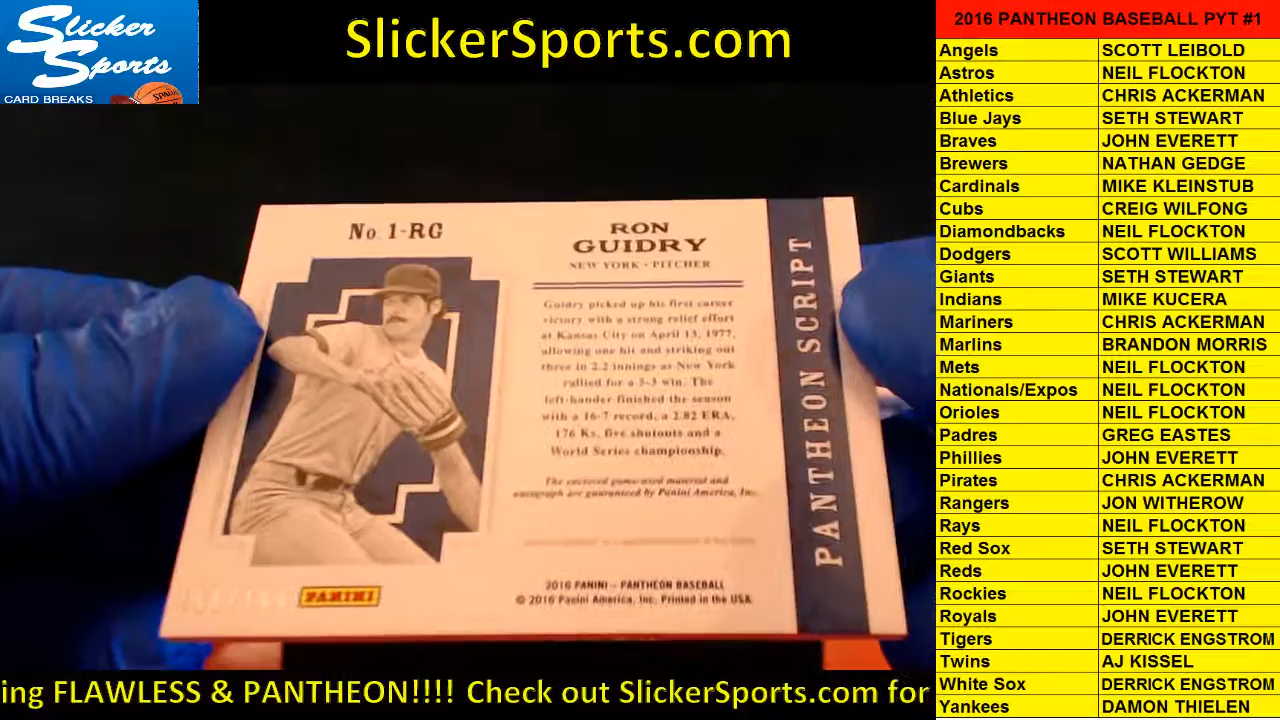 Slicker
Sports
CARD BREAKS
SlickerSports.com
No. 1-RG
RON
GUIDRY
NEW YORK • PITCHER
Guidry picked up his first career
victory with a strong relief effort
at Kansas City on April 13, 1977,
allowing one hit and striking out
three in 2.2 innings as New York
rallied for a 5-3 win. The
left-hander finished the season
with a 16-7 record, a 2.82 ERA,
176 Ks, five shutouts and a
World Series championship.
The enclosed game-used material and
autograph are guaranteed by Panini America, Inc.
2016 PANINI – PANTHEON BASEBALL
© 2016 Panini America, Inc. Printed in the USA.
PANINI
PANTHEON SCRIPT
ing FLAWLESS & PANTHEON!!!! Check out SlickerSports.com for
2016 PANTHEON BASEBALL PYT #1
Angels SCOTT LEIBOLD
Astros NEIL FLOCKTON
Athletics CHRIS ACKERMAN
Blue Jays SETH STEWART
Braves JOHN EVERETT
Brewers NATHAN GEDGE
Cardinals MIKE KLEINSTUB
Cubs CREIG WILFONG
Diamondbacks NEIL FLOCKTON
Dodgers SCOTT WILLIAMS
Giants SETH STEWART
Indians MIKE KUCERA
Mariners CHRIS ACKERMAN
Marlins BRANDON MORRIS
Mets NEIL FLOCKTON
Nationals/Expos NEIL FLOCKTON
Orioles NEIL FLOCKTON
Padres GREG EASTES
Phillies JOHN EVERETT
Pirates CHRIS ACKERMAN
Rangers JON WITHEROW
Rays NEIL FLOCKTON
Red Sox SETH STEWART
Reds JOHN EVERETT
Rockies NEIL FLOCKTON
Royals JOHN EVERETT
Tigers DERRICK ENGSTROM
Twins AJ KISSEL
White Sox DERRICK ENGSTROM
Yankees DAMON THIELEN